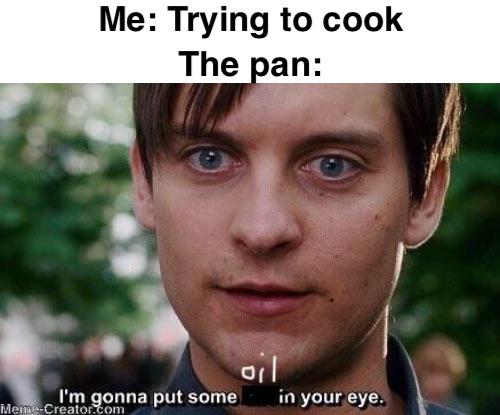 Me: Trying to cook
The pan:
oil
I'm gonna put some in your eye.
Meme-Creator.com